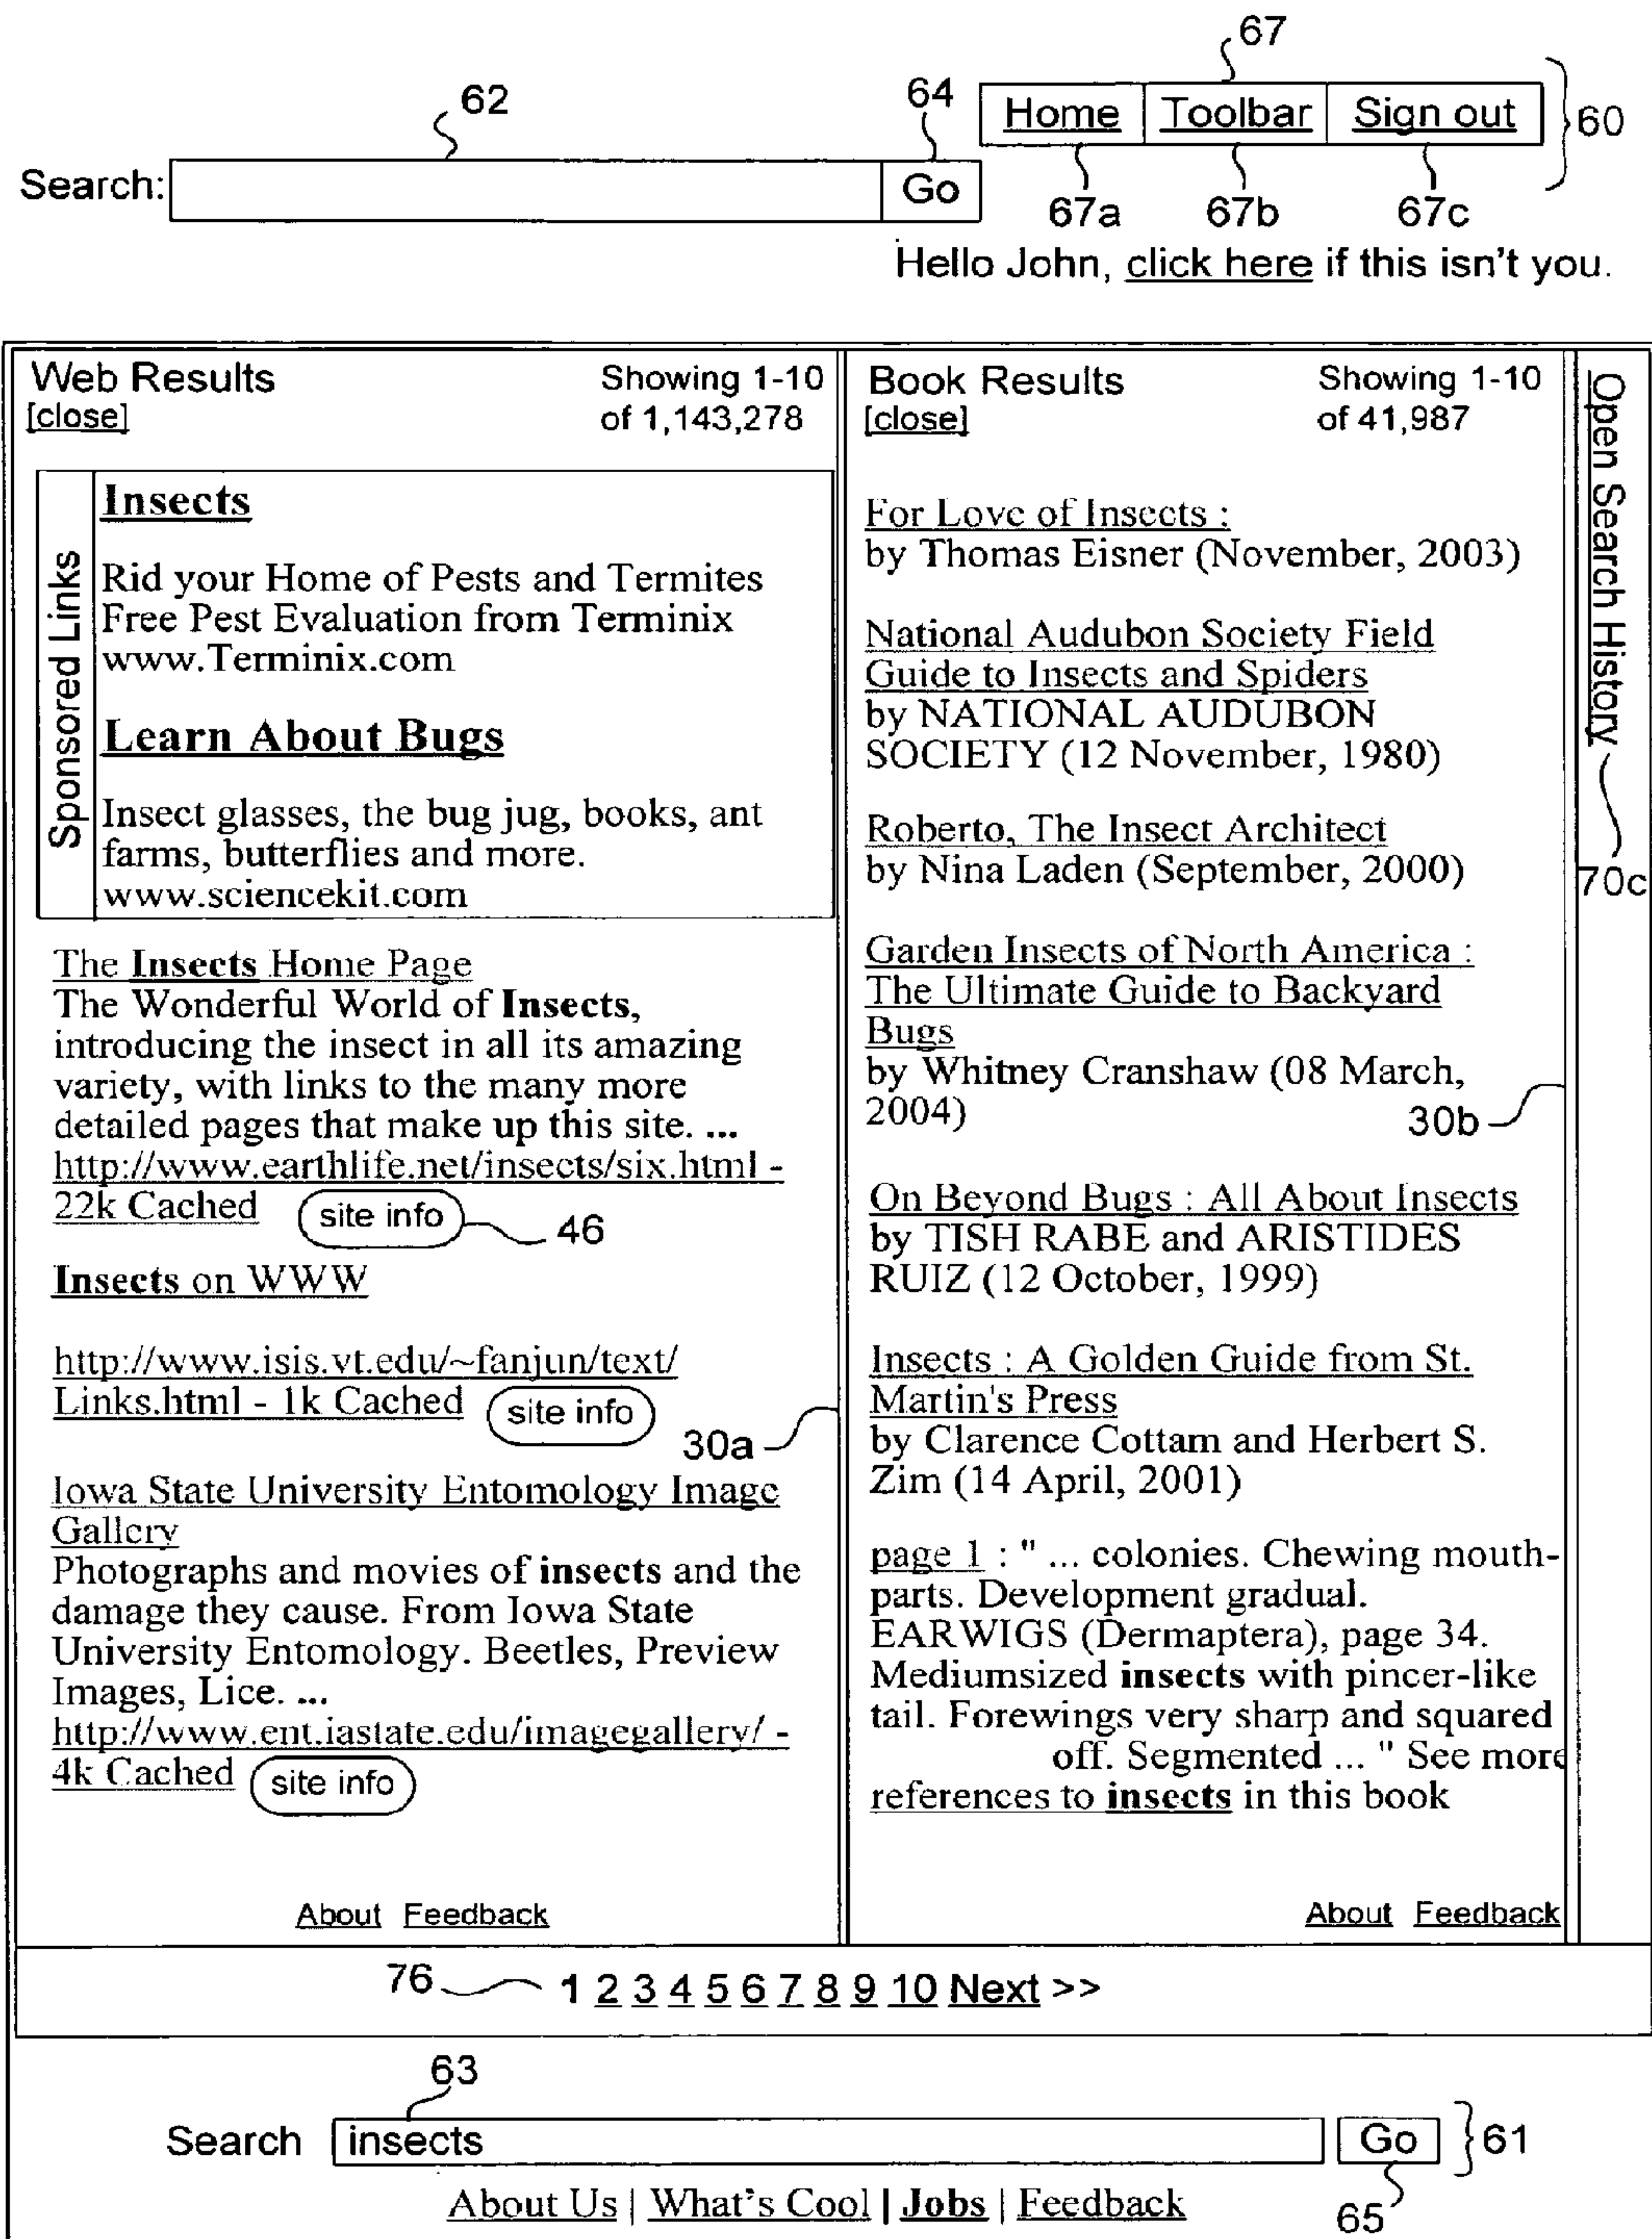 67
62
64
Home Toolbar Sign out
60
Search:
Go
67a 67b 67c
Hello John, click here if this isn't you.
Web Results
[close]
Showing 1-10
of 1,143,278
Sponsored Links
Insects
Rid your Home of Pests and Termites
Free Pest Evaluation from Terminix
www.Terminix.com
Learn About Bugs
Insect glasses, the bug jug, books, ant
farms, butterflies and more.
www.sciencekit.com
The Insects Home Page
The Wonderful World of Insects,
introducing the insect in all its amazing
variety, with links to the many more
detailed pages that make up this site. ...
http://www.earthlife.net/insects/six.html -
22k Cached site info 46
Insects on WWW
http://www.isis.vt.edu/~fanjun/text/
Links.html - 1k Cached site info
30a
Iowa State University Entomology Image
Gallery
Photographs and movies of insects and the
damage they cause. From Iowa State
University Entomology. Beetles, Preview
Images, Lice. ...
http://www.ent.iastate.edu/imagegallery/ -
4k Cached site info
About Feedback
Book Results
[close]
Showing 1-10
of 41,987
For Love of Insects :
by Thomas Eisner (November, 2003)
National Audubon Society Field
Guide to Insects and Spiders
by NATIONAL AUDUBON
SOCIETY (12 November, 1980)
Roberto, The Insect Architect
by Nina Laden (September, 2000)
Garden Insects of North America :
The Ultimate Guide to Backyard
Bugs
by Whitney Cranshaw (08 March,
2004)
30b
On Beyond Bugs : All About Insects
by TISH RABE and ARISTIDES
RUIZ (12 October, 1999)
Insects : A Golden Guide from St.
Martin's Press
by Clarence Cottam and Herbert S.
Zim (14 April, 2001)
page 1 : " ... colonies. Chewing mouth-
parts. Development gradual.
EARWIGS (Dermaptera), page 34.
Mediumsized insects with pincer-like
tail. Forewings very sharp and squared
off. Segmented ... " See more
references to insects in this book
About Feedback
Open Search History
70c
76 1 2 3 4 5 6 7 8 9 10 Next >>
63
Search insects Go 61
65
About Us | What's Cool | Jobs | Feedback